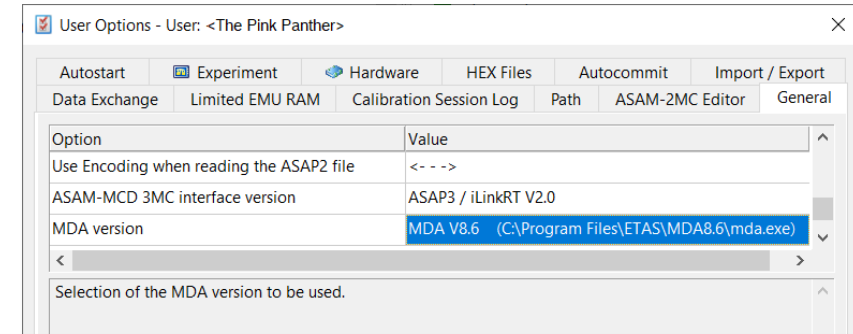 User Options - User: <The Pink Panther>
Autostart Experiment Hardware HEX Files Autocommit Import / Export
Data Exchange Limited EMU RAM Calibration Session Log Path ASAM-2MC Editor General
Option Value
Use Encoding when reading the ASAP2 file <- - ->
ASAM-MCD 3MC interface version ASAP3 / iLinkRT V2.0
MDA version MDA V8.6 (C:\Program Files\ETAS\MDA8.6\mda.exe)
Selection of the MDA version to be used.